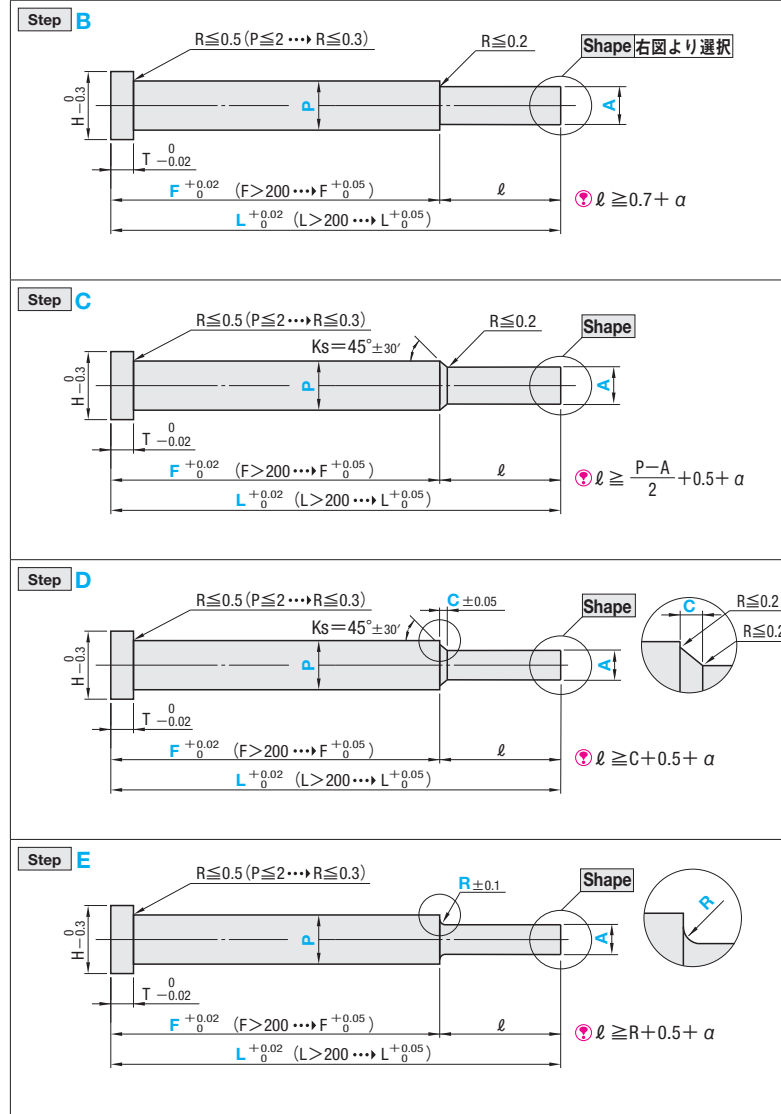 Step B
R≦0.5(P≦2…▸R≦0.3)
R≦0.2
Shape 右図より選択
H 0 -0.3
P
A
T 0 -0.02
F +0.02 0 (F>200…▸F +0.05 0)
ℓ
L +0.02 0 (L>200…▸L +0.05 0)
ℓ≧0.7+α
Step C
R≦0.5(P≦2…▸R≦0.3)
R≦0.2
Shape
Ks=45°±30′
H 0 -0.3
P
A
T 0 -0.02
F +0.02 0 (F>200…▸F +0.05 0)
ℓ
L +0.02 0 (L>200…▸L +0.05 0)
ℓ≧ P−A/2 +0.5+α
Step D
R≦0.5(P≦2…▸R≦0.3)
C±0.05
Shape
C
R≦0.2
R≦0.2
Ks=45°±30′
H 0 -0.3
P
A
T 0 -0.02
F +0.02 0 (F>200…▸F +0.05 0)
ℓ
L +0.02 0 (L>200…▸L +0.05 0)
ℓ≧C+0.5+α
Step E
R≦0.5(P≦2…▸R≦0.3)
R±0.1
Shape
R
H 0 -0.3
P
A
T 0 -0.02
F +0.02 0 (F>200…▸F +0.05 0)
ℓ
L +0.02 0 (L>200…▸L +0.05 0)
ℓ≧R+0.5+α